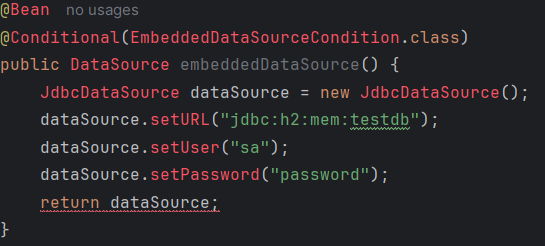 @Bean no usages
@Conditional(EmbeddedDataSourceCondition.class)
public DataSource embeddedDataSource() {
    JdbcDataSource dataSource = new JdbcDataSource();
    dataSource.setURL("jdbc:h2:mem:testdb");
    dataSource.setUser("sa");
    dataSource.setPassword("password");
    return dataSource;
}